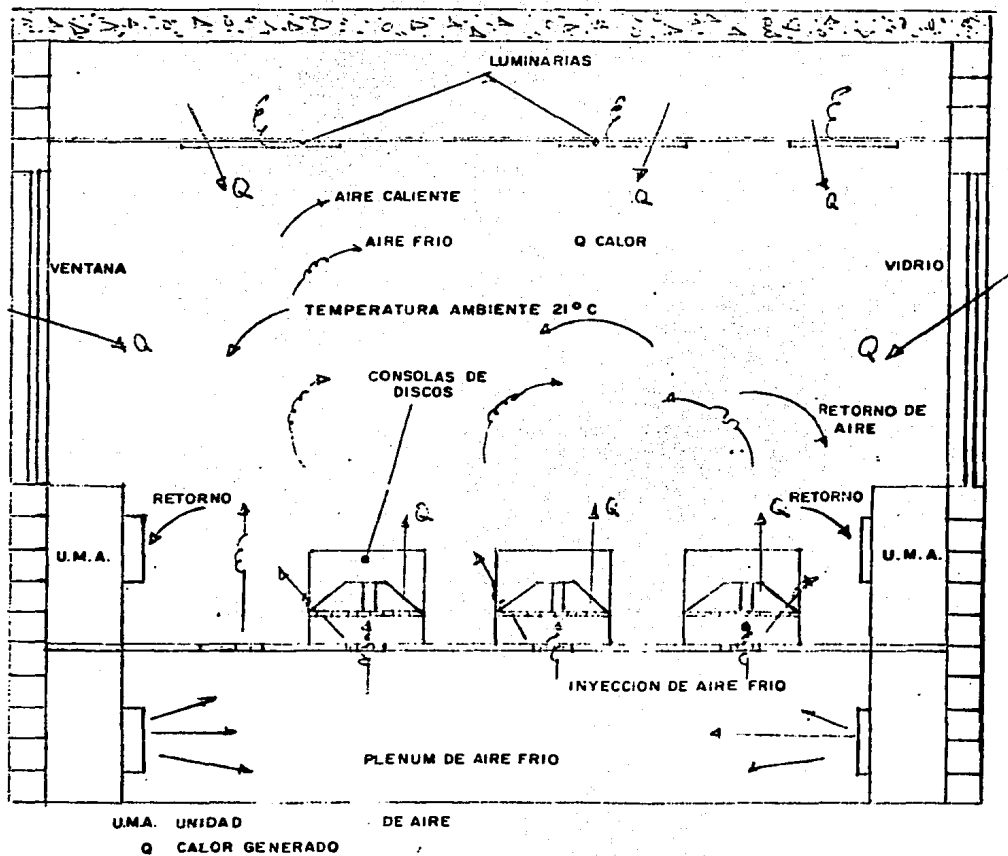 LUMINARIAS
Q
Q
Q
AIRE CALIENTE
AIRE FRIO
Q CALOR
VENTANA
VIDRIO
TEMPERATURA AMBIENTE 21°C
Q
Q
CONSOLAS DE
DISCOS
RETORNO DE
AIRE
RETORNO
RETORNO
Q
Q
Q
U.M.A.
U.M.A.
INYECCION DE AIRE FRIO
PLENUM DE AIRE FRIO
U.M.A. UNIDAD DE AIRE
Q CALOR GENERADO